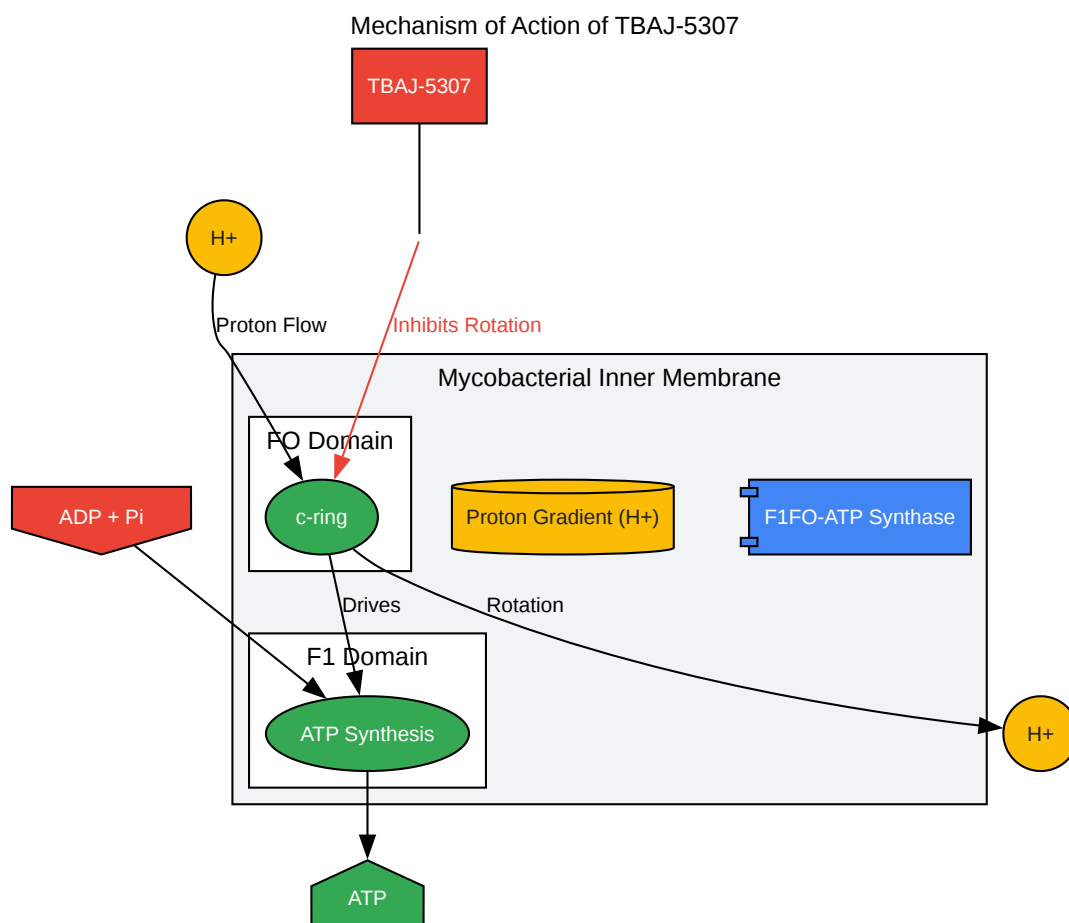 Mechanism of Action of TBAJ-5307
TBAJ-5307
H+
Proton Flow
Inhibits Rotation
Mycobacterial Inner Membrane
FO Domain
ADP + Pi
c-ring
Proton Gradient (H+)
F1FO-ATP Synthase
Drives
Rotation
F1 Domain
ATP Synthesis
H+
ATP